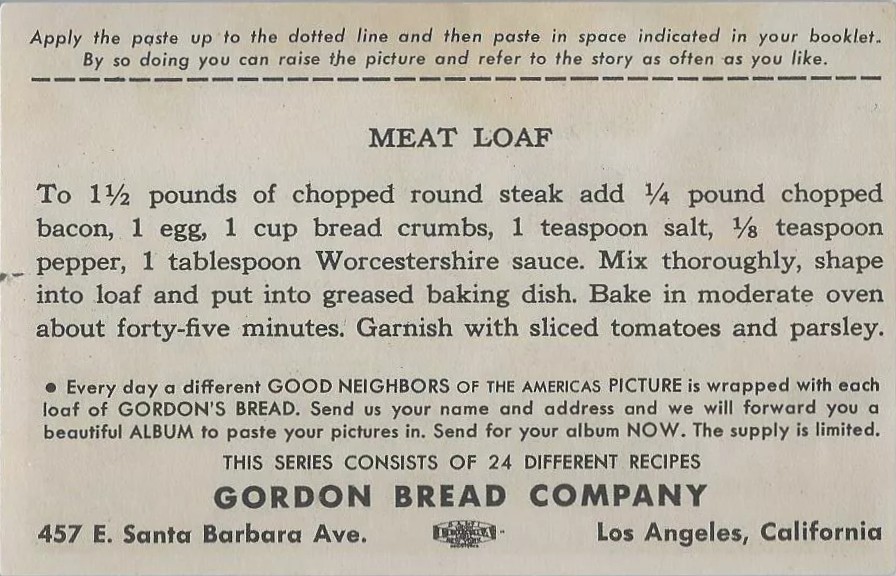 Apply the paste up to the dotted line and then paste in space indicated in your booklet.
By so doing you can raise the picture and refer to the story as often as you like.
MEAT LOAF
To 1½ pounds of chopped round steak add ¼ pound chopped
bacon, 1 egg, 1 cup bread crumbs, 1 teaspoon salt, ⅛ teaspoon
pepper, 1 tablespoon Worcestershire sauce. Mix thoroughly, shape
into loaf and put into greased baking dish. Bake in moderate oven
about forty-five minutes. Garnish with sliced tomatoes and parsley.
● Every day a different GOOD NEIGHBORS OF THE AMERICAS PICTURE is wrapped with each
loaf of GORDON'S BREAD. Send us your name and address and we will forward you a
beautiful ALBUM to paste your pictures in. Send for your album NOW. The supply is limited.
THIS SERIES CONSISTS OF 24 DIFFERENT RECIPES
GORDON BREAD COMPANY
457 E. Santa Barbara Ave. Los Angeles, California